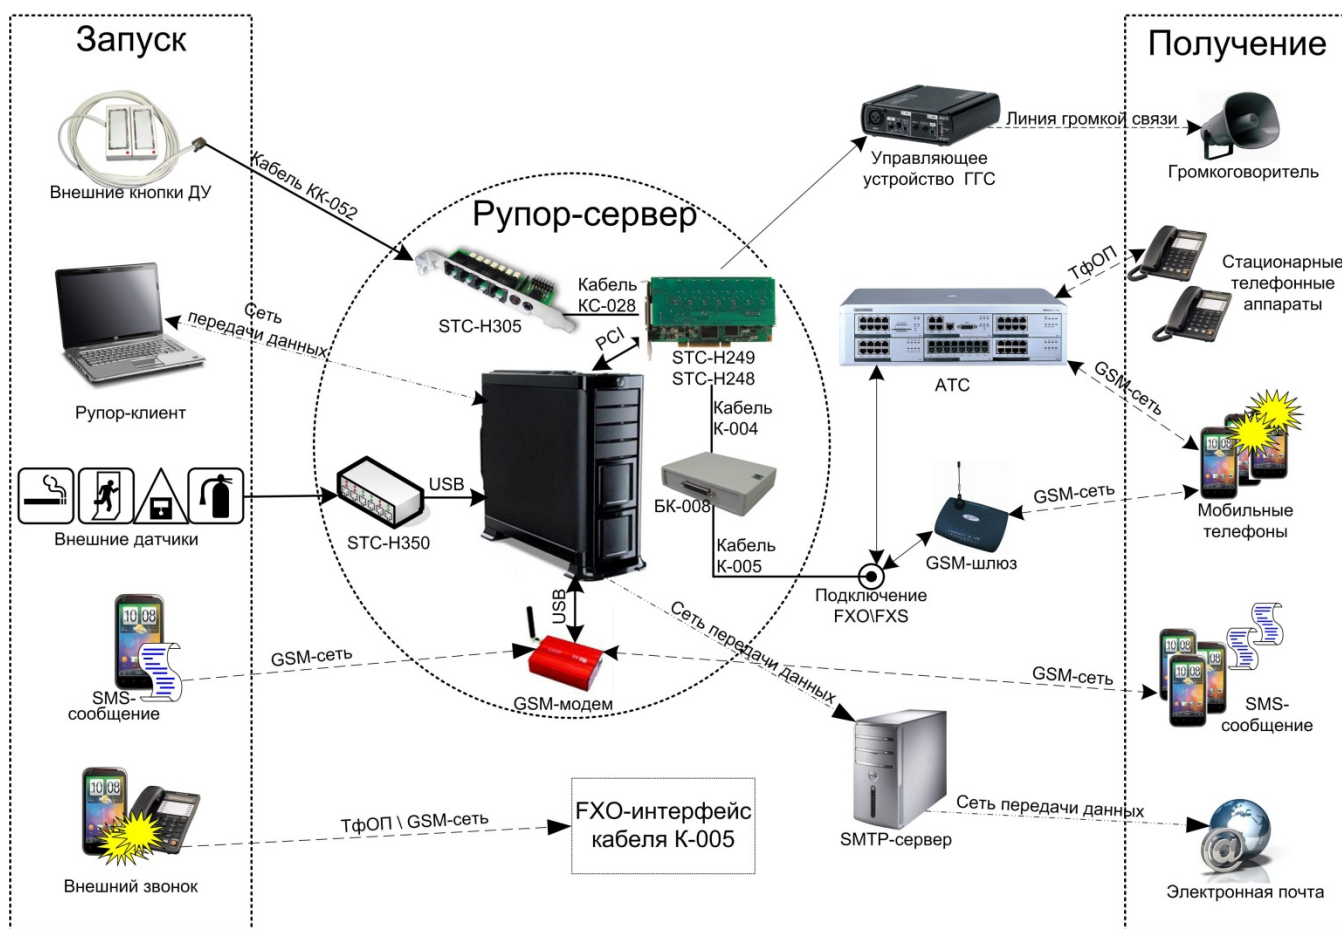 Запуск
Внешние кнопки ДУ
Рупор-клиент
Внешние датчики
10 08
SMS-
сообщение
10 08
Внешний звонок
Кабель КК-052
Сеть
передачи данных
GSM-сеть
ТфОП \ GSM-сеть
Рупор-сервер
STC-H305
Кабель
КС-028
PCI
STC-H249
STC-H248
Кабель
К-004
USB
STC-H350
БК-008
Кабель
К-005
USB
GSM-модем
FXO-интерфейс
кабеля К-005
Управляющее
устройство ГГС
Линия громкой связи
АТС
ТфОП
GSM-сеть
GSM-шлюз
GSM-сеть
Подключение
FXO\FXS
Сеть передачи данных
GSM-сеть
SMTP-сервер
Сеть передачи данных
Получение
Громкоговоритель
Стационарные
телефонные
аппараты
Мобильные
телефоны
SMS-
сообщение
@
Электронная почта